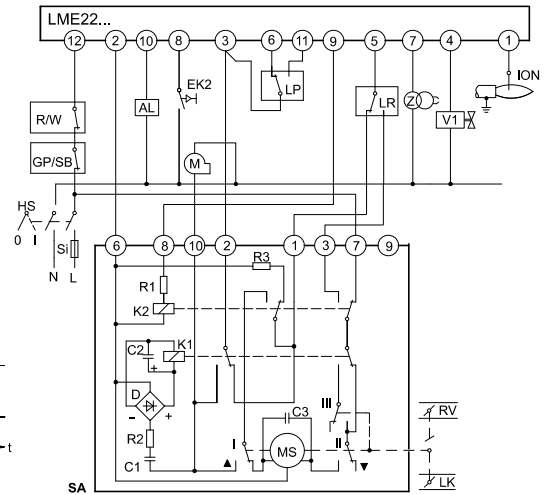 LME22...
12 2 10 8 3 6 11 9 5 7 4 1
ION
EK2
LP
LR
Z
V1
R/W
AL
GP/SB
M
HS
0 I
Si
N L
6 8 10 2 1 3 7 9
R3
R1
K2
K1
C2
+
D
- +
R2
C1
C3
MS
I
II
III
▲ ▼
RV
LK
t
SA